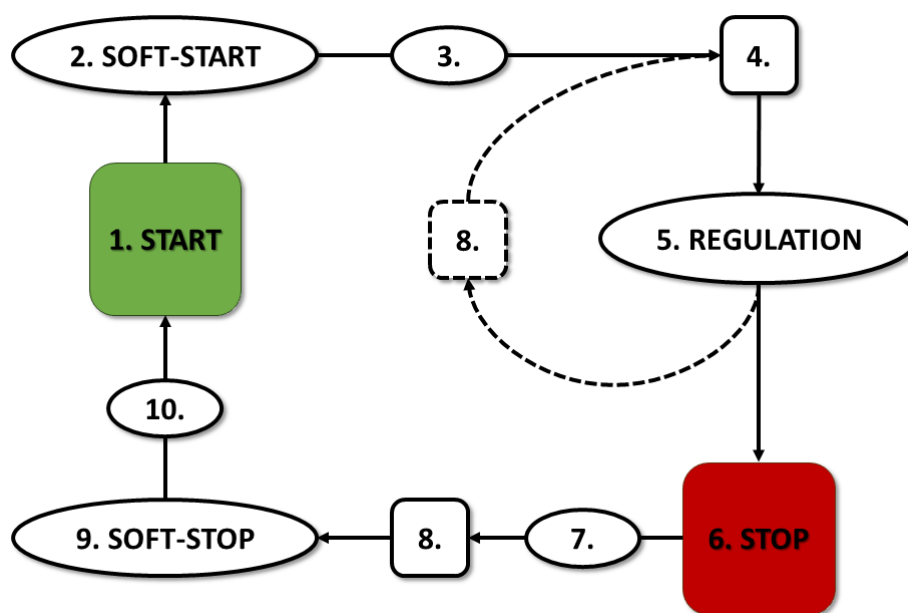 2. SOFT-START
3.
4.
1. START
8.
5. REGULATION
10.
9. SOFT-STOP
8.
7.
6. STOP